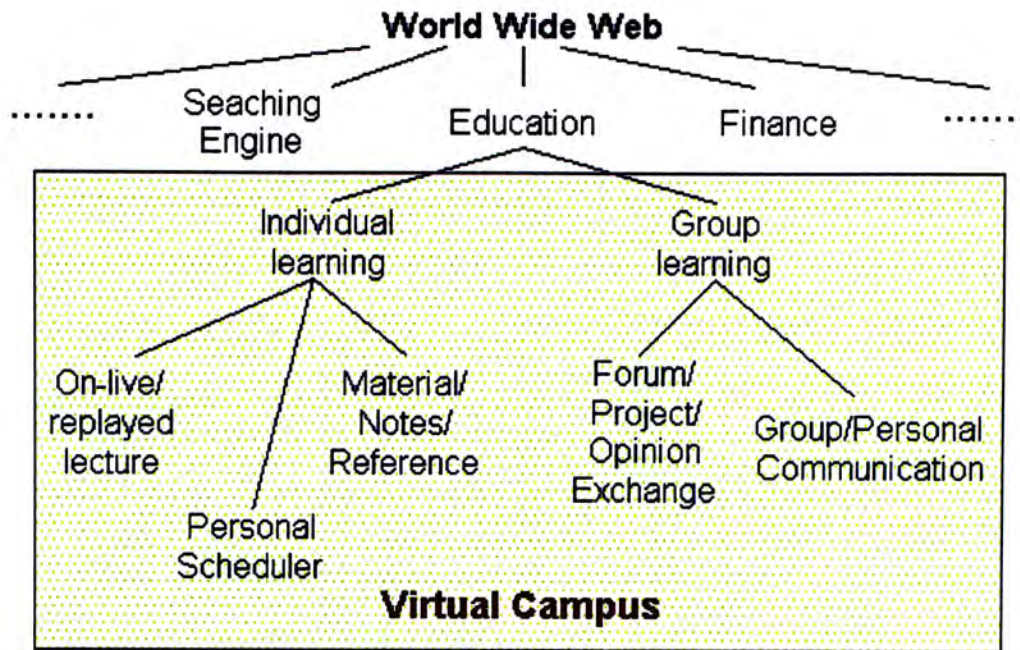 World Wide Web
........
Seaching
Engine
Education
Finance
.......
Individual
learning
Group
learning
On-live/
replayed
lecture
Material/
Notes/
Reference
Forum/
Project/
Opinion
Exchange
Group/Personal
Communication
Personal
Scheduler
Virtual Campus